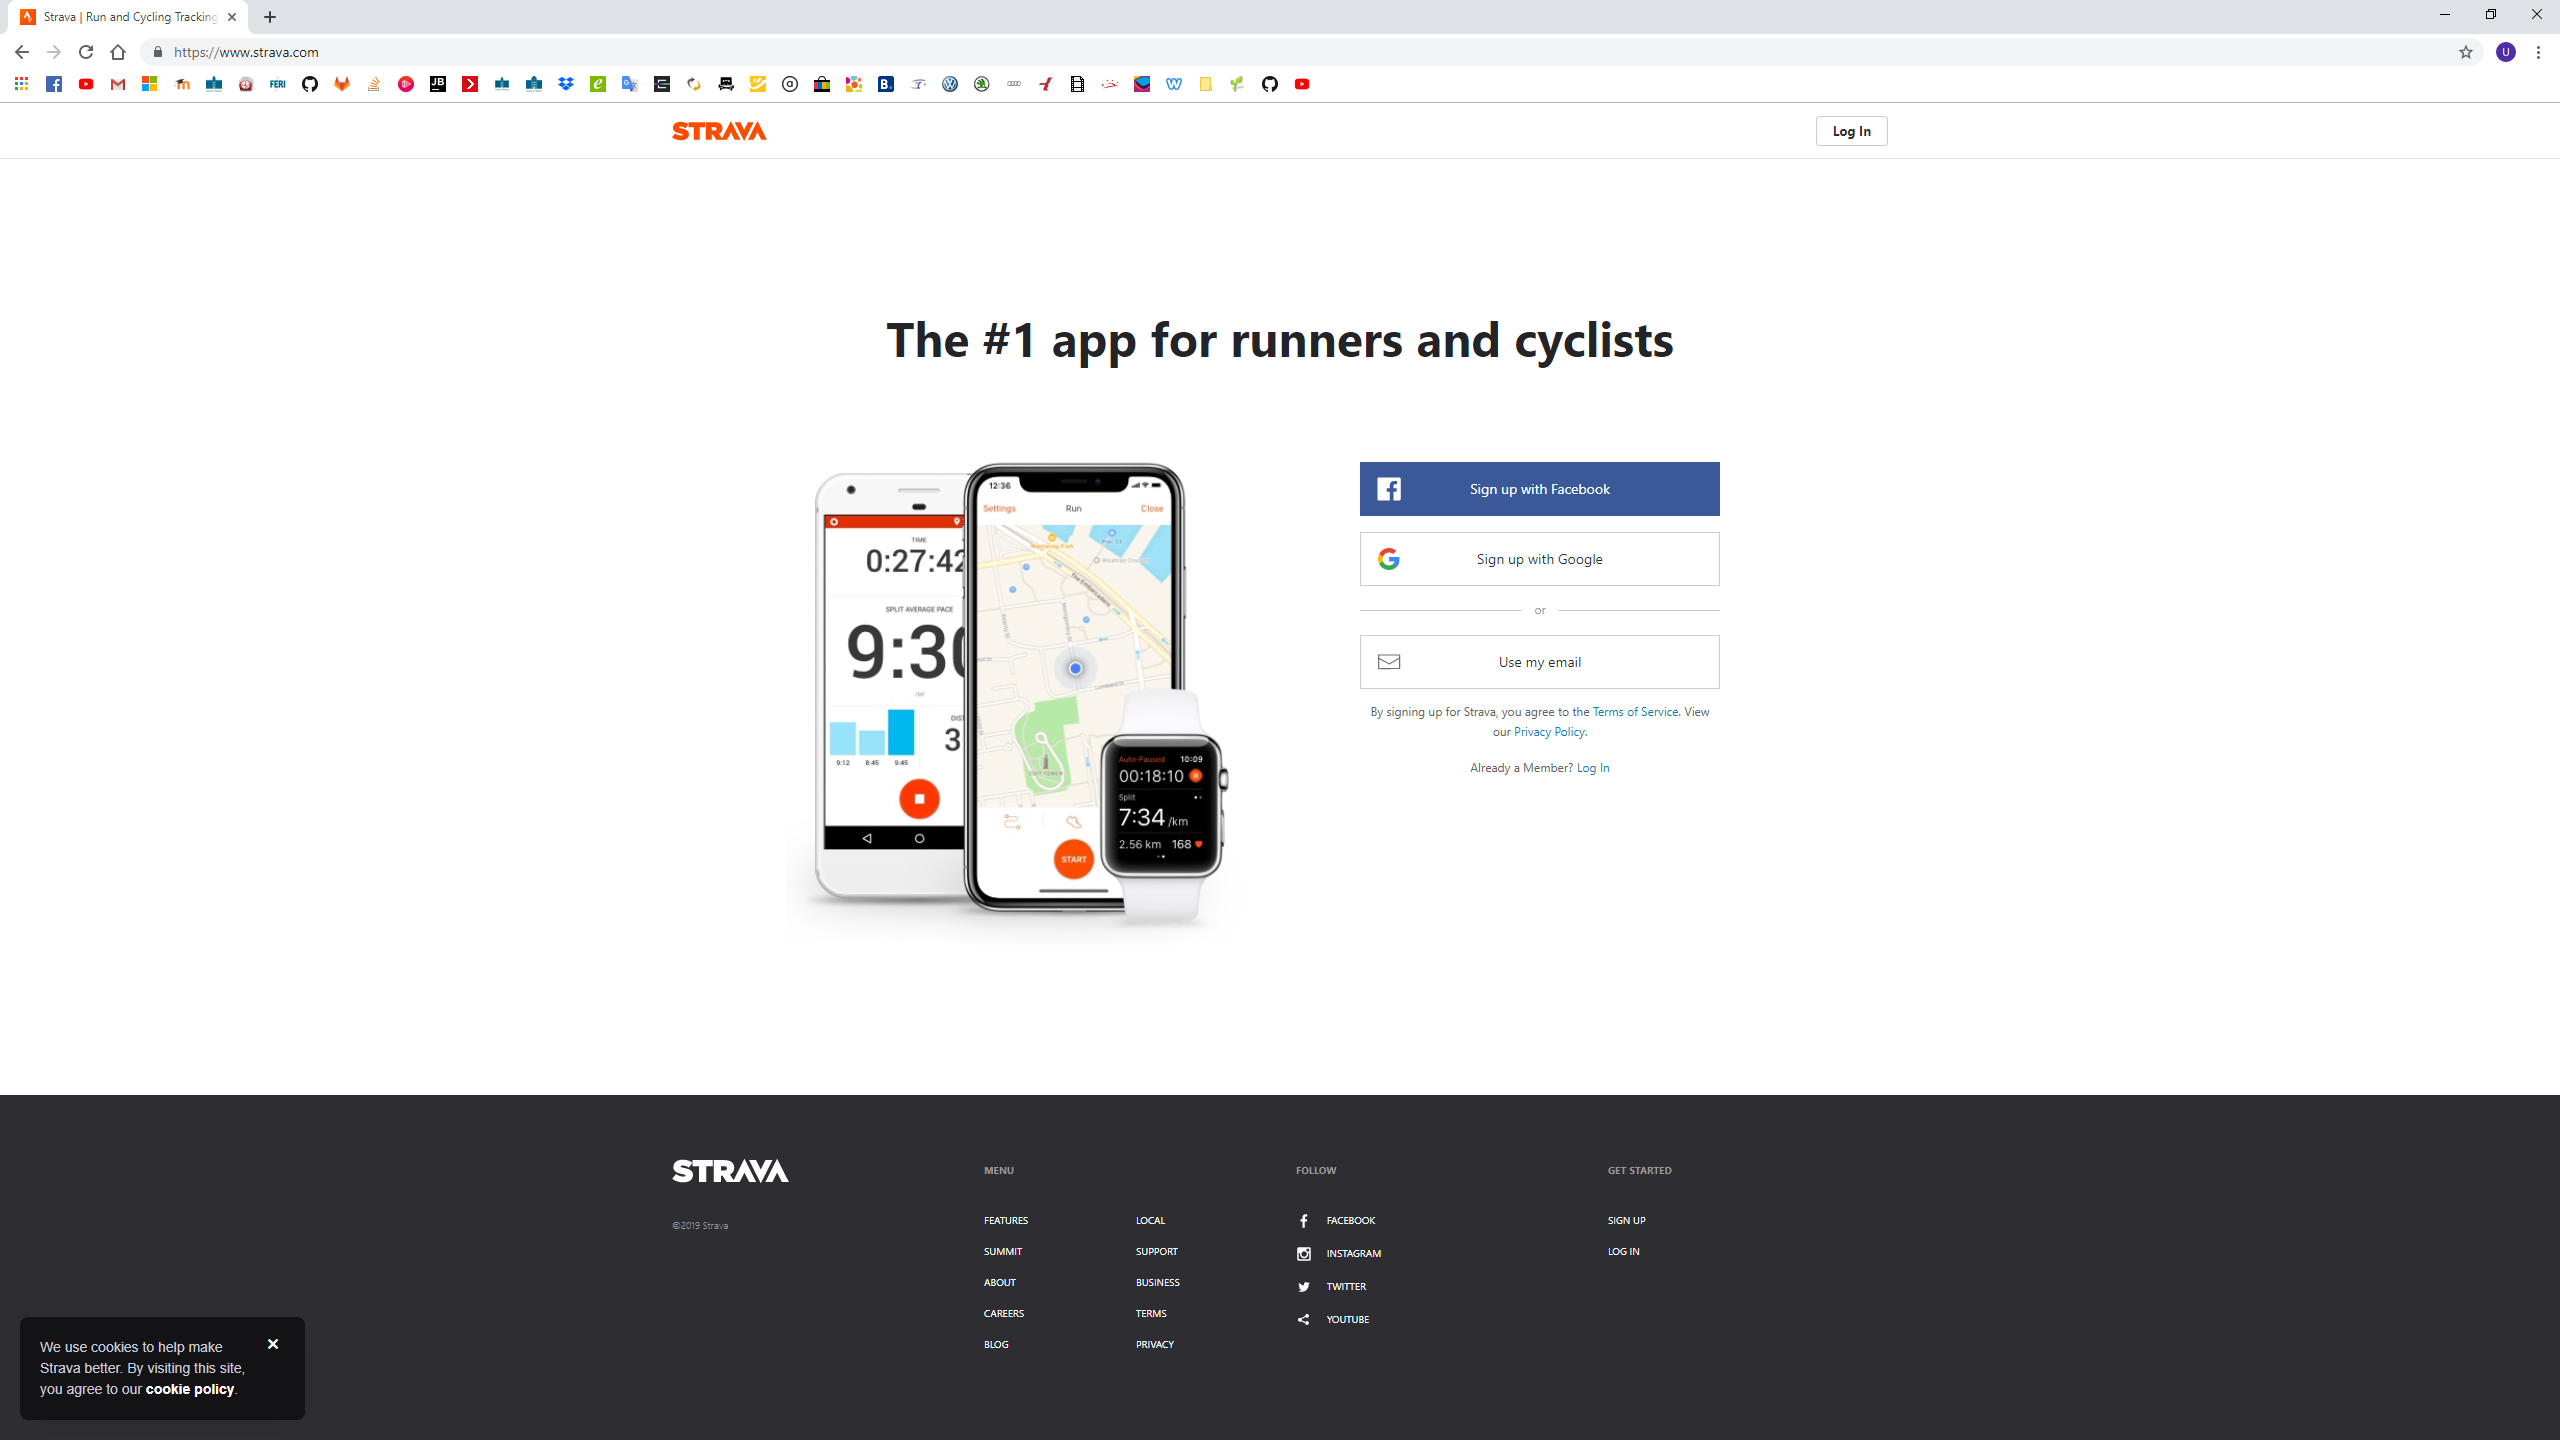 Strava | Run and Cycling Tracking
https://www.strava.com
STRAVA
Log In
The #1 app for runners and cyclists
TIME
0:27:42
SPLIT AVERAGE PACE
9:30
/MI
9:12 8:45 9:45
12:36
Settings Run Close
START
Auto-Paused 10:09
00:18:10
Split
7:34 /km
2.56 km 168
Sign up with Facebook
Sign up with Google
or
Use my email
By signing up for Strava, you agree to the Terms of Service. View
our Privacy Policy.
Already a Member? Log In
STRAVA
©2019 Strava
MENU
FEATURES
SUMMIT
ABOUT
CAREERS
BLOG
LOCAL
SUPPORT
BUSINESS
TERMS
PRIVACY
FOLLOW
FACEBOOK
INSTAGRAM
TWITTER
YOUTUBE
GET STARTED
SIGN UP
LOG IN
We use cookies to help make
Strava better. By visiting this site,
you agree to our cookie policy.